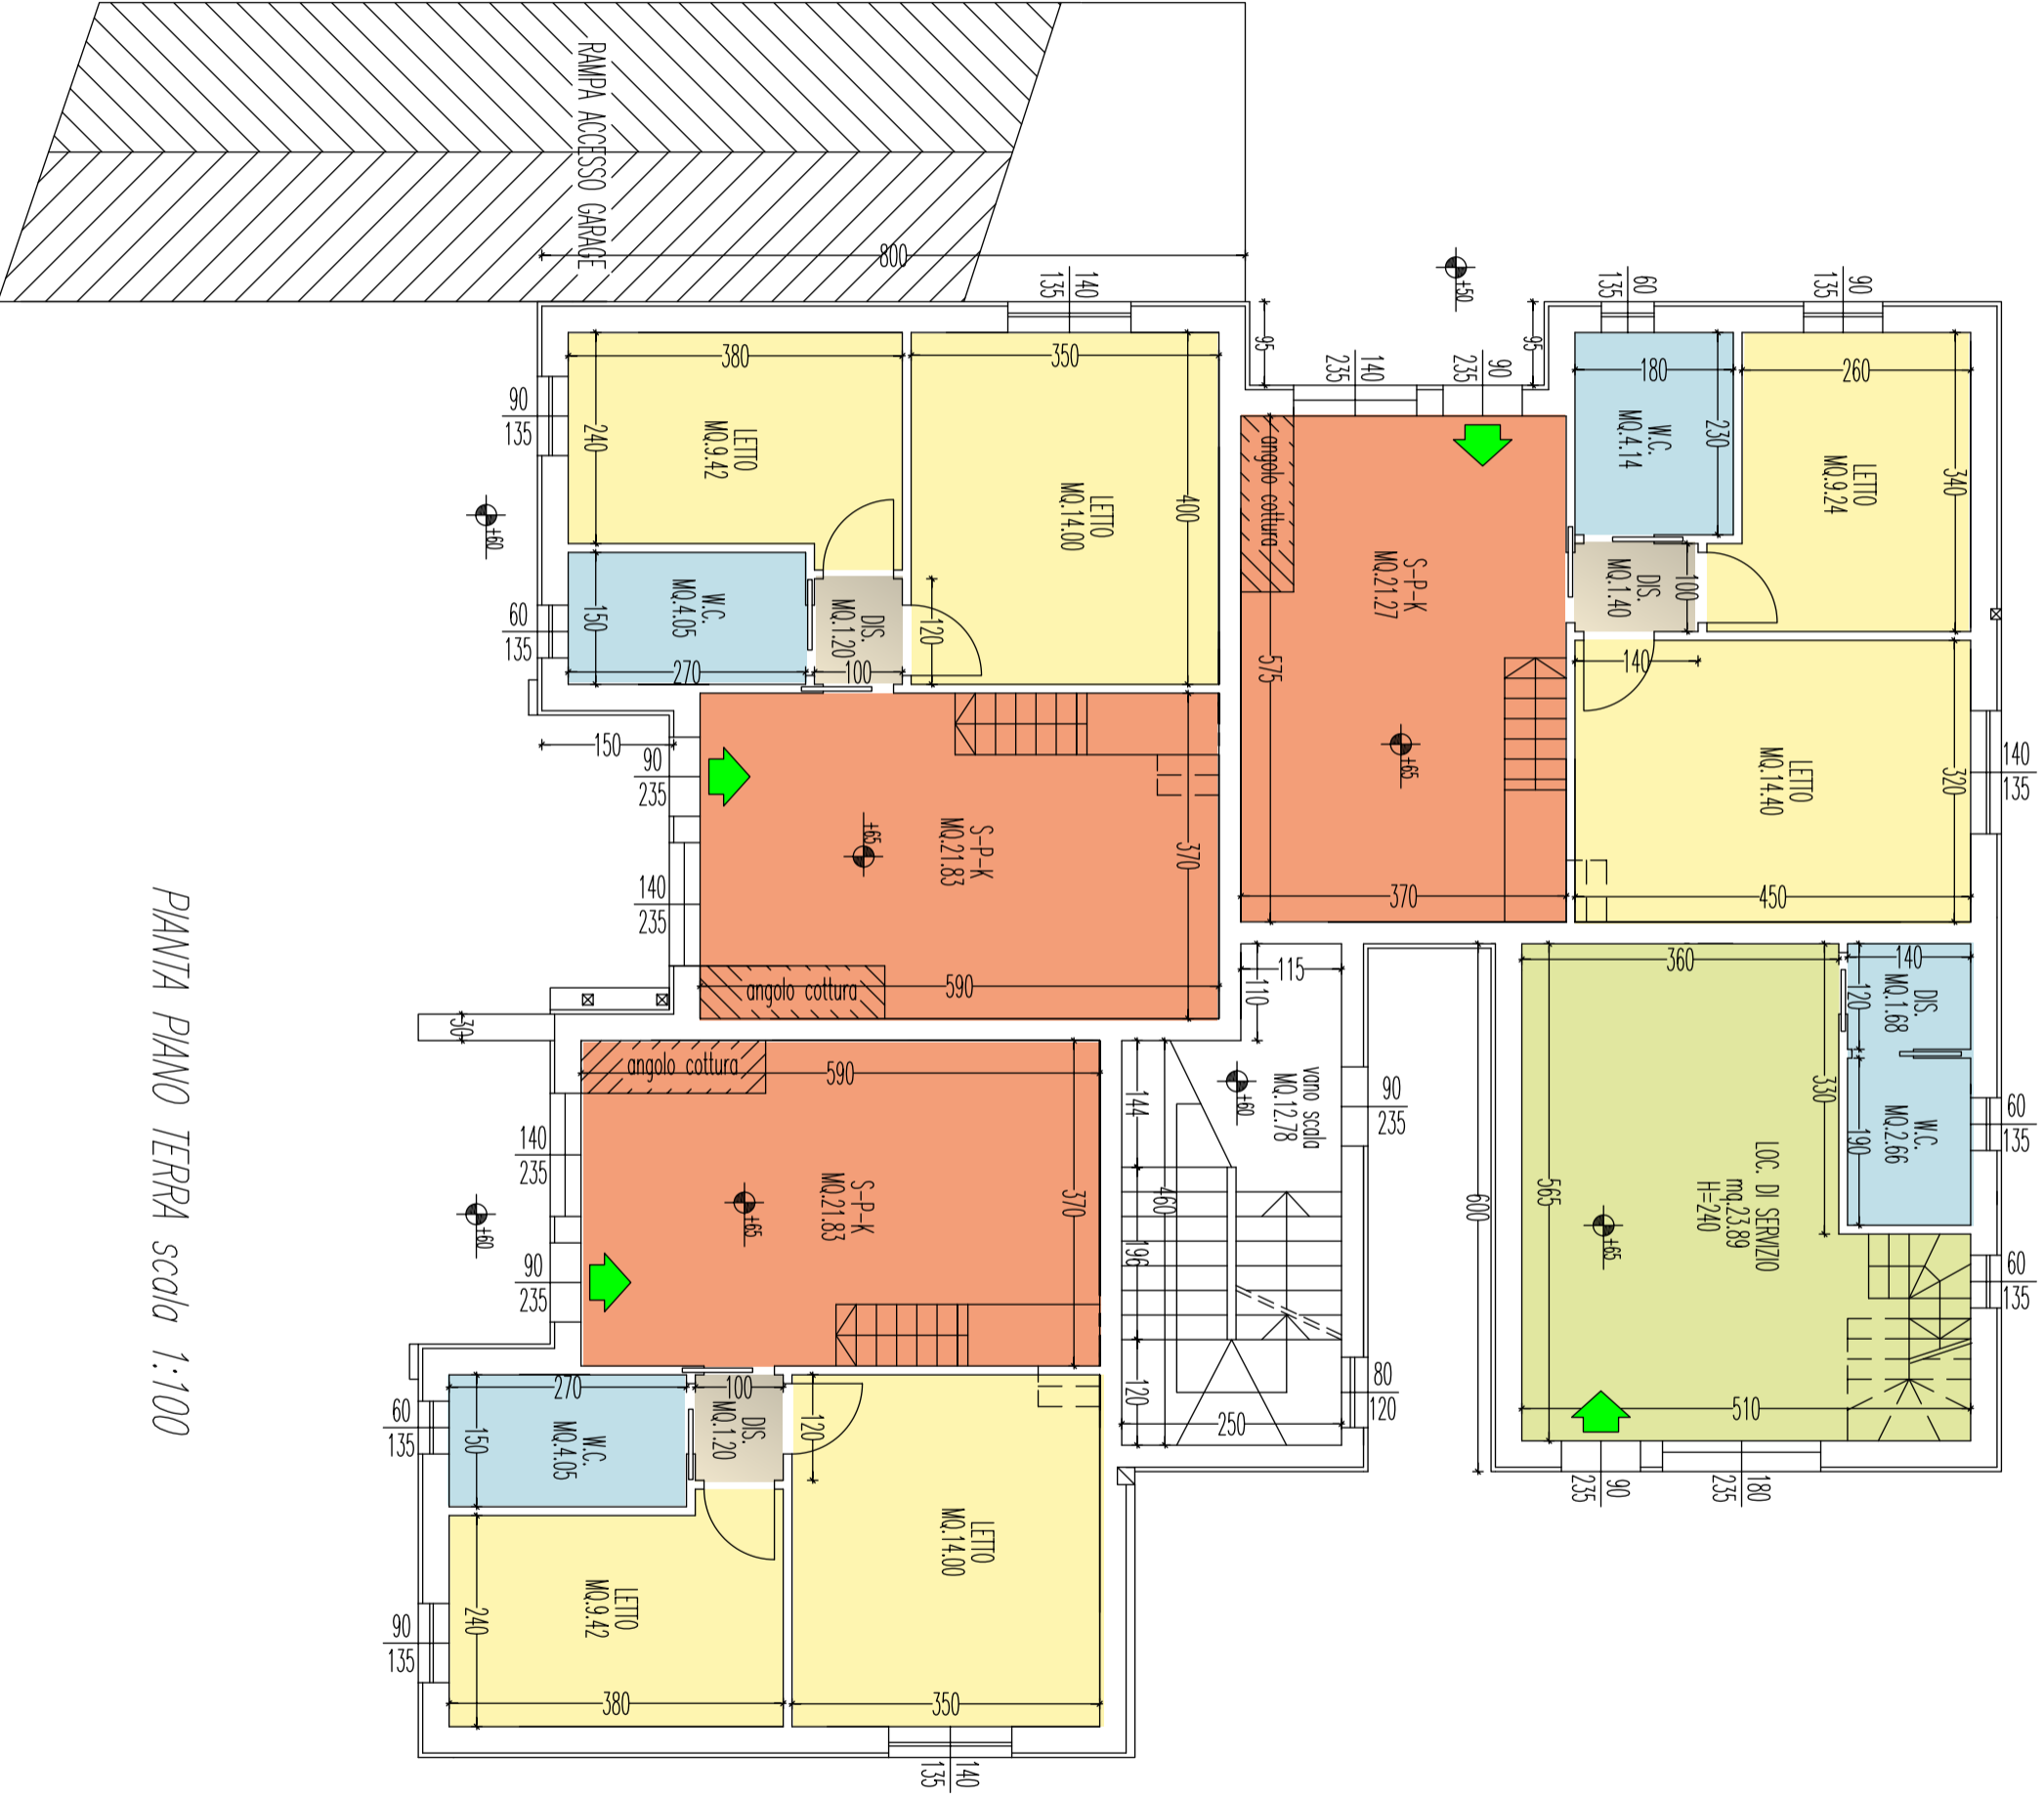 RAMPA ACCESSO GARAGE
800
140
135
95
140
235
90
235
95
+50
60
135
90
135
380
LETTO
MQ.9.42
240
90
135
+60
350
LETTO
MQ.14.00
400
W.C.
MQ.4.05
150
270
60
135
DIS.
MQ.1.20
120
100
angolo cottura
S-P-K
MQ.21.27
575
370
+65
180
W.C.
MQ.4.14
230
260
LETTO
MQ.9.24
340
DIS.
MQ.1.40
100
140
LETTO
MQ.14.40
320
450
140
135
150
90
235
140
235
+65
S-P-K
MQ.21.83
370
590
angolo cottura
30
115
110
vano scala
MQ.12.78
+60
90
235
144
460
196
120
250
80
120
600
360
DIS.
MQ.1.68
140
120
W.C.
MQ.2.66
190
60
135
330
LOC. DI SERVIZIO
mq.23.89
H=240
565
+65
60
135
510
90
235
180
235
angolo cottura
590
140
235
S-P-K
MQ.21.83
370
+65
+60
90
235
270
W.C.
MQ.4.05
150
60
135
100
DIS.
MQ.1.20
120
LETTO
MQ.14.00
350
LETTO
MQ.9.42
240
380
90
135
140
135
PIANTA PIANO TERRA scala 1:100